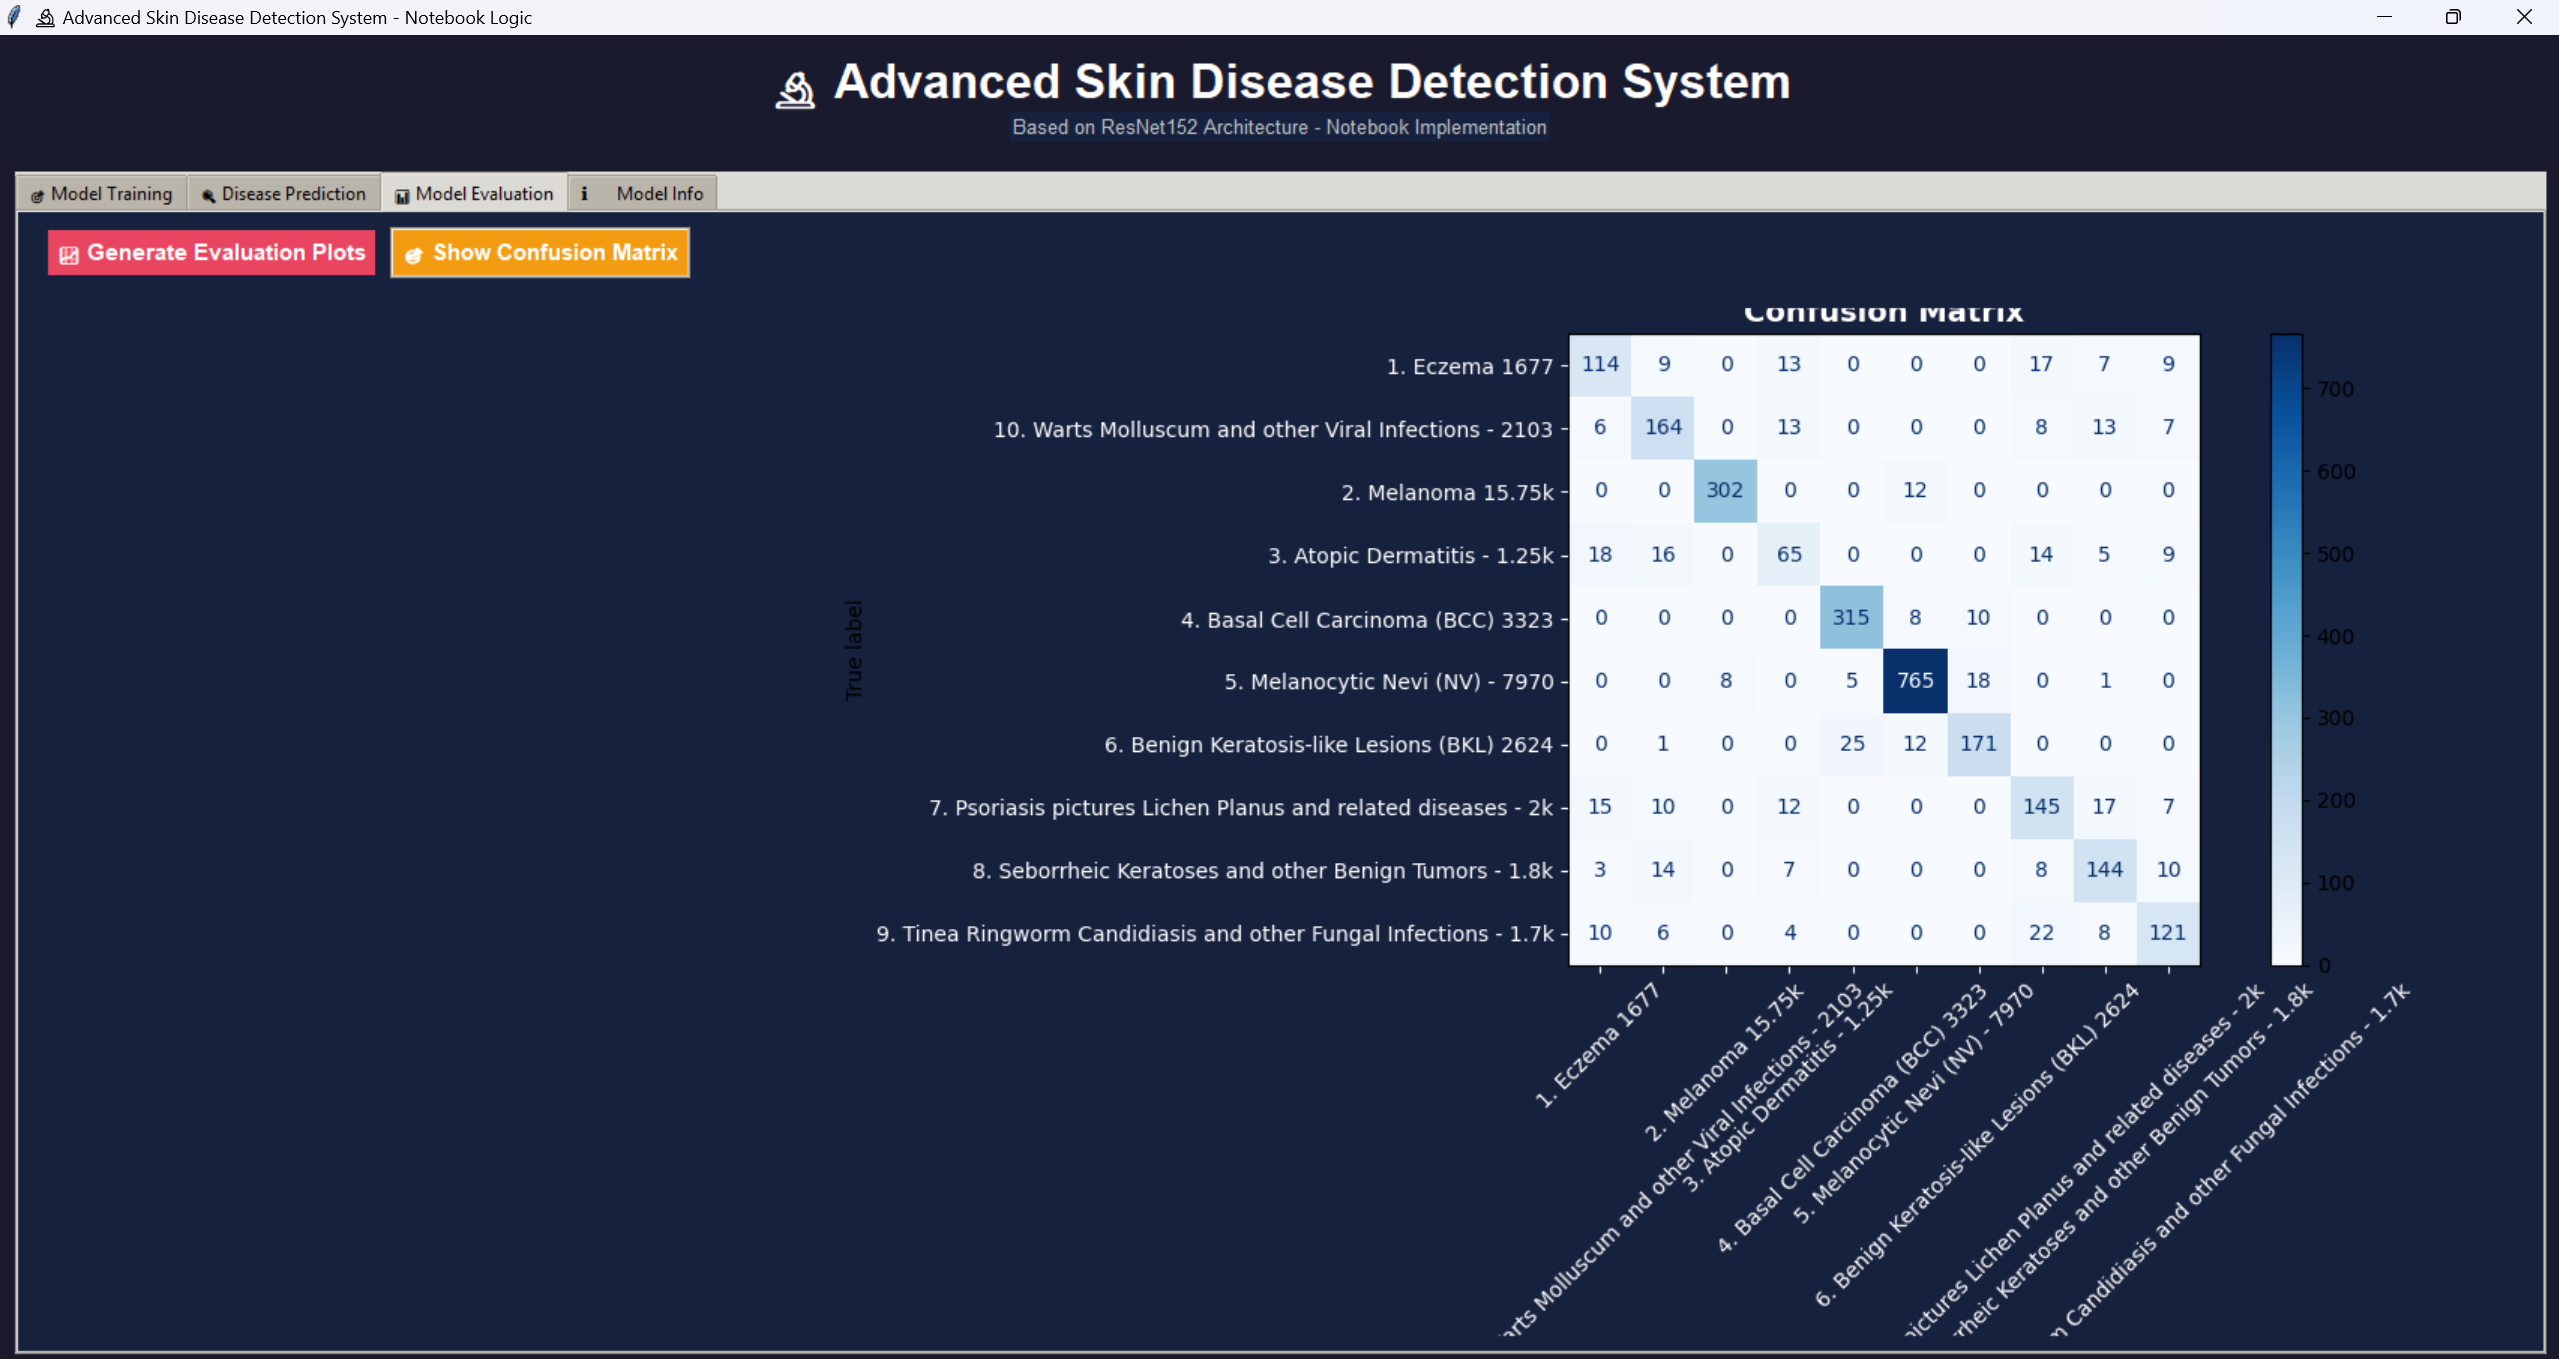 Advanced Skin Disease Detection System - Notebook Logic
Advanced Skin Disease Detection System
Based on ResNet152 Architecture - Notebook Implementation
Model Training
Disease Prediction
Model Evaluation
i Model Info
Generate Evaluation Plots
Show Confusion Matrix
Confusion Matrix
True label
1. Eczema 1677 114 9 0 13 0 0 0 17 7 9
10. Warts Molluscum and other Viral Infections - 2103 6 164 0 13 0 0 0 8 13 7
2. Melanoma 15.75k 0 0 302 0 0 12 0 0 0 0
3. Atopic Dermatitis - 1.25k 18 16 0 65 0 0 0 14 5 9
4. Basal Cell Carcinoma (BCC) 3323 0 0 0 0 315 8 10 0 0 0
5. Melanocytic Nevi (NV) - 7970 0 0 8 0 5 765 18 0 1 0
6. Benign Keratosis-like Lesions (BKL) 2624 0 1 0 0 25 12 171 0 0 0
7. Psoriasis pictures Lichen Planus and related diseases - 2k 15 10 0 12 0 0 0 145 17 7
8. Seborrheic Keratoses and other Benign Tumors - 1.8k 3 14 0 7 0 0 0 8 144 10
9. Tinea Ringworm Candidiasis and other Fungal Infections - 1.7k 10 6 0 4 0 0 0 22 8 121
700
600
500
400
300
200
100
0
1. Eczema 1677
Molluscum and other Viral Infections - 2103
2. Melanoma 15.75k
3. Atopic Dermatitis - 1.25k
4. Basal Cell Carcinoma (BCC) 3323
5. Melanocytic Nevi (NV) - 7970
6. Benign Keratosis-like Lesions (BKL) 2624
pictures Lichen Planus and related diseases - 2k
Keratoses and other Benign Tumors - 1.8k
Candidiasis and other Fungal Infections - 1.7k